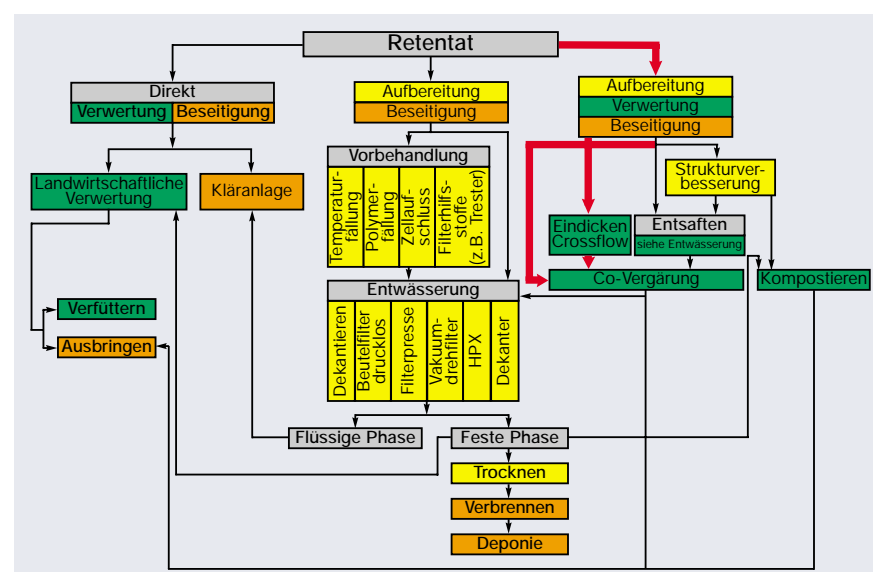 Retentat
Direkt
Verwertung
Beseitigung
Aufbereitung
Beseitigung
Aufbereitung
Verwertung
Beseitigung
Landwirtschaftliche
Verwertung
Kläranlage
Vorbehandlung
Temperatur-
fällung
Polymer-
fällung
Zellauf-
schluss
Filterhilfs-
stoffe
(z.B. Trester)
Strukturver-
besserung
Eindicken
Crossflow
Entsaften
siehe Entwässerung
Co-Vergärung
Kompostieren
Verfüttern
Ausbringen
Entwässerung
Dekantieren
Beutelfilter
drucklos
Filterpresse
Vakuum-
drehfilter
HPX
Dekanter
Flüssige Phase
Feste Phase
Trocknen
Verbrennen
Deponie